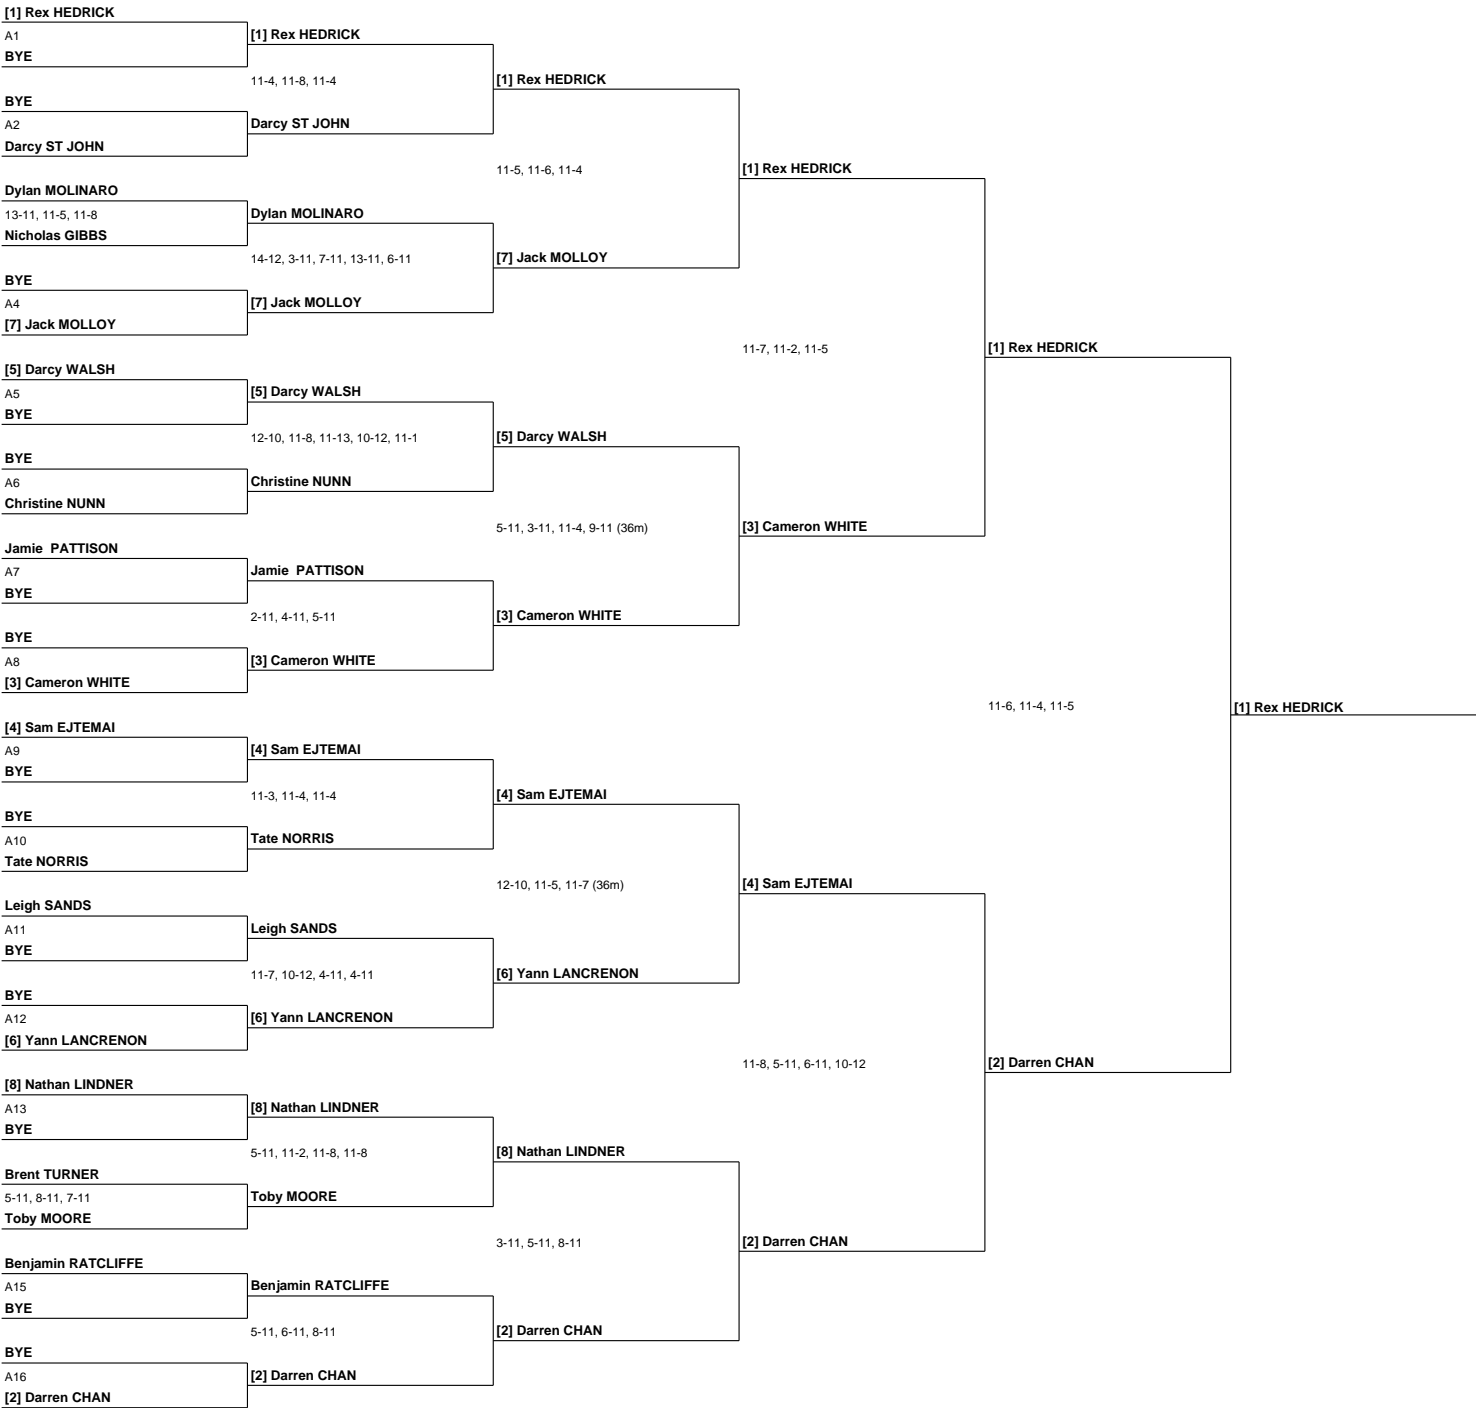 [1] Rex HEDRICK
A1
BYE
BYE
A2
Darcy ST JOHN
Dylan MOLINARO
13-11, 11-5, 11-8
Nicholas GIBBS
BYE
A4
[7] Jack MOLLOY
[5] Darcy WALSH
A5
BYE
BYE
A6
Christine NUNN
Jamie  PATTISON
A7
BYE
BYE
A8
[3] Cameron WHITE
[4] Sam EJTEMAI
A9
BYE
BYE
A10
Tate NORRIS
Leigh SANDS
A11
BYE
BYE
A12
[6] Yann LANCRENON
[8] Nathan LINDNER
A13
BYE
Brent TURNER
5-11, 8-11, 7-11
Toby MOORE
Benjamin RATCLIFFE
A15
BYE
BYE
A16
[2] Darren CHAN
[1] Rex HEDRICK
11-4, 11-8, 11-4
Darcy ST JOHN
Dylan MOLINARO
14-12, 3-11, 7-11, 13-11, 6-11
[7] Jack MOLLOY
[5] Darcy WALSH
12-10, 11-8, 11-13, 10-12, 11-1
Christine NUNN
Jamie  PATTISON
2-11, 4-11, 5-11
[3] Cameron WHITE
[4] Sam EJTEMAI
11-3, 11-4, 11-4
Tate NORRIS
Leigh SANDS
11-7, 10-12, 4-11, 4-11
[6] Yann LANCRENON
[8] Nathan LINDNER
5-11, 11-2, 11-8, 11-8
Toby MOORE
Benjamin RATCLIFFE
5-11, 6-11, 8-11
[2] Darren CHAN
[1] Rex HEDRICK
11-5, 11-6, 11-4
[7] Jack MOLLOY
[5] Darcy WALSH
5-11, 3-11, 11-4, 9-11 (36m)
[3] Cameron WHITE
[4] Sam EJTEMAI
12-10, 11-5, 11-7 (36m)
[6] Yann LANCRENON
[8] Nathan LINDNER
3-11, 5-11, 8-11
[2] Darren CHAN
[1] Rex HEDRICK
11-7, 11-2, 11-5
[3] Cameron WHITE
[4] Sam EJTEMAI
11-8, 5-11, 6-11, 10-12
[2] Darren CHAN
[1] Rex HEDRICK
11-6, 11-4, 11-5
[2] Darren CHAN
[1] Rex HEDRICK